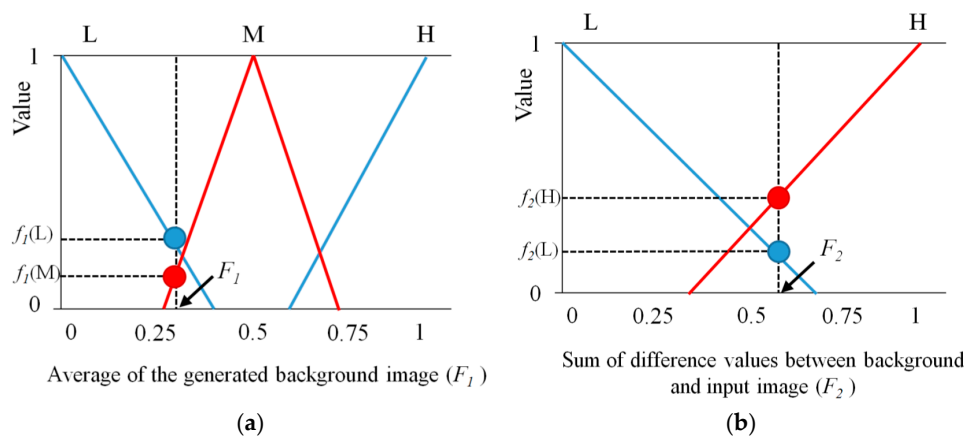 L M H
1
Value
f1(L)
f1(M)
F1
0
0 0.25 0.5 0.75 1
Average of the generated background image (F1 )
(a)
L H
1
Value
f2(H)
f2(L)
F2
0
0 0.25 0.5 0.75 1
Sum of difference values between background
and input image (F2 )
(b)